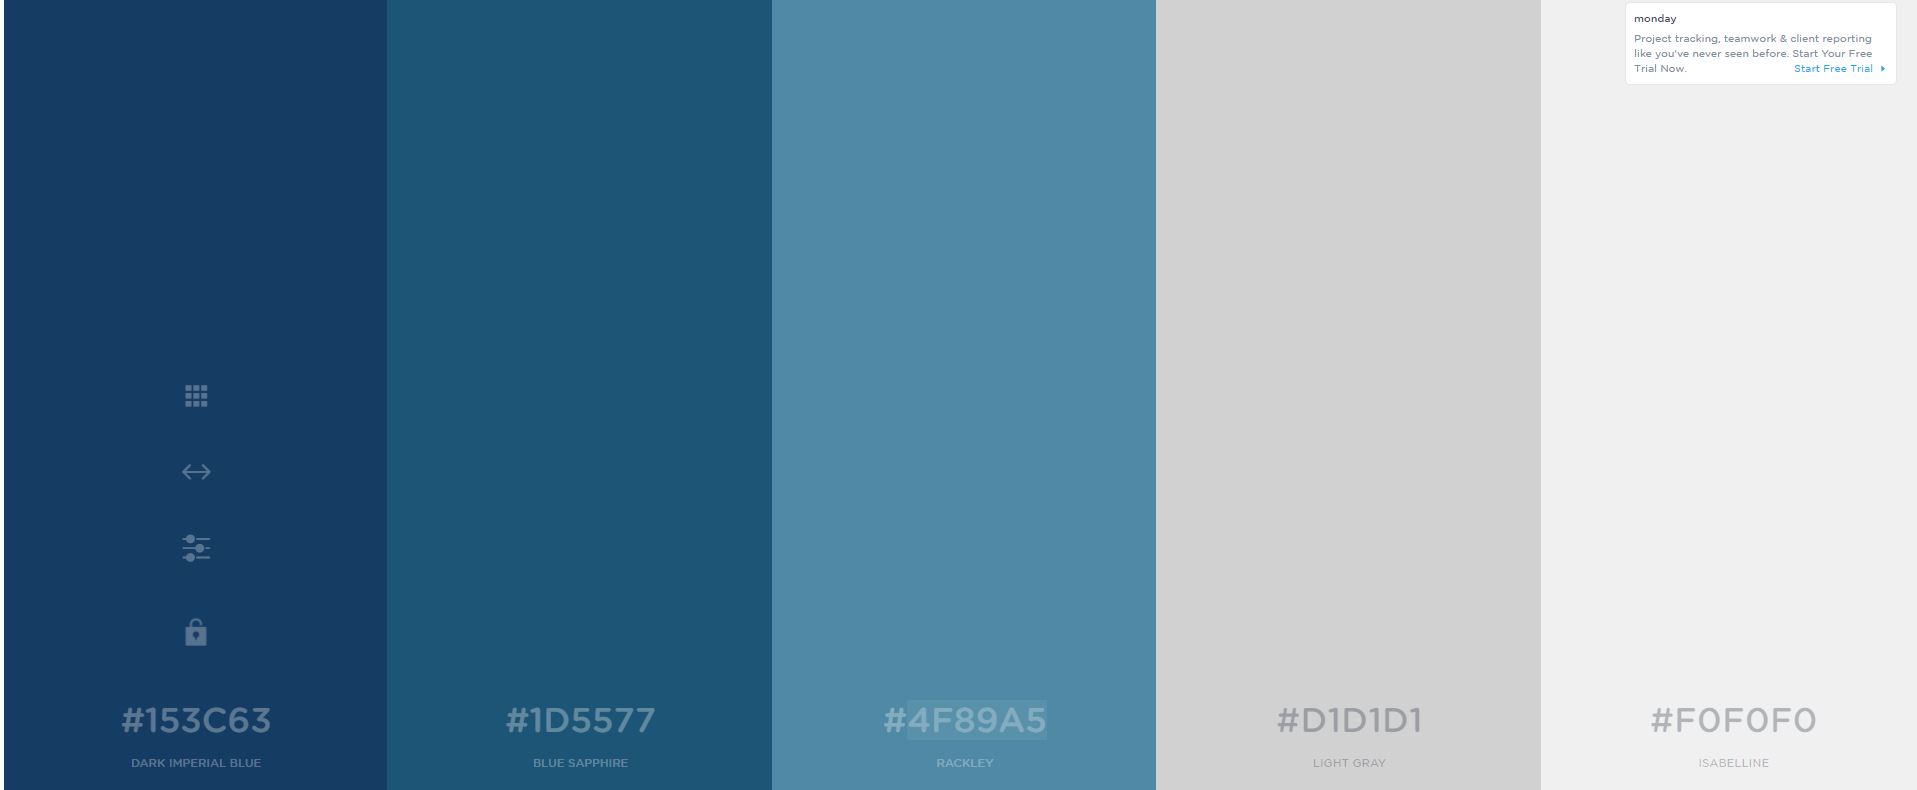 monday
Project tracking, teamwork & client reporting
like you've never seen before. Start Your Free
Trial Now.
Start Free Trial
#153C63
DARK IMPERIAL BLUE
#1D5577
BLUE SAPPHIRE
#4F89A5
RACKLEY
#D1D1D1
LIGHT GRAY
#F0F0F0
ISABELLINE